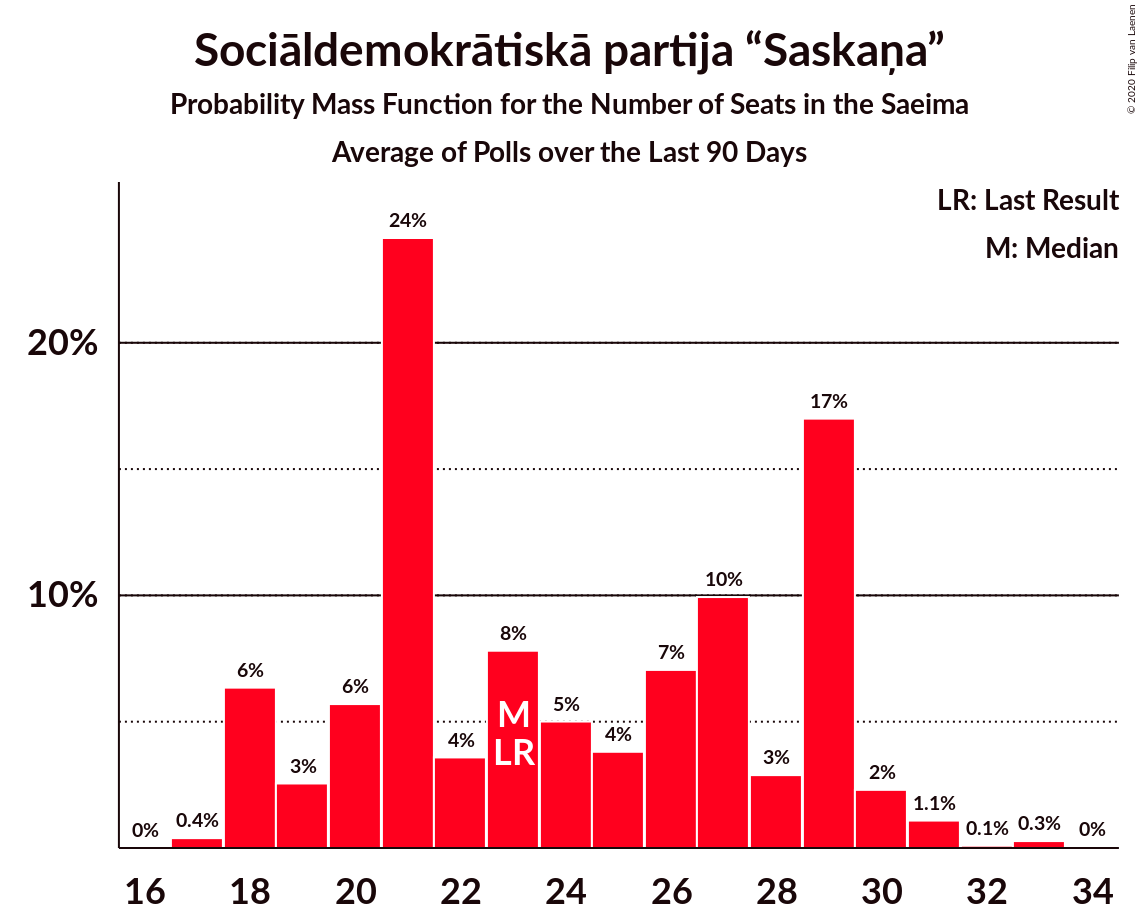 Sociāldemokrātiskā partija “Saskaņa”
Probability Mass Function for the Number of Seats in the Saeima
Average of Polls over the Last 90 Days
© 2020 Filip van Laenen
LR: Last Result
M: Median
20%
10%
0%
0.4%
6%
3%
6%
24%
4%
8%
5%
4%
7%
10%
3%
17%
2%
1.1%
0.1%
0.3%
0%
M
LR
16 18 20 22 24 26 28 30 32 34